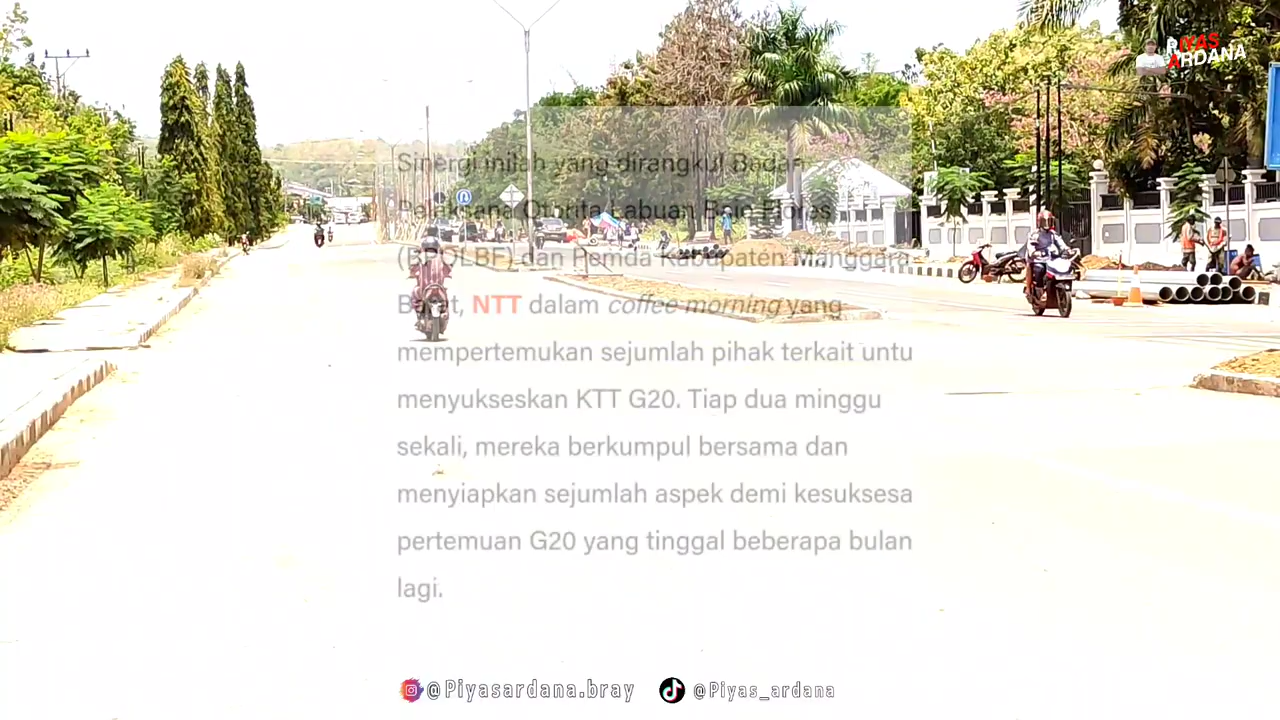 PIYAS
ARDANA
Sinergi inilah yang dirangkul Badan
Pelaksana Otorita Labuan Bajo Flores
(BPOLBF) dan Pemda Kabupaten Manggara
Barat, NTT dalam coffee morning yang
mempertemukan sejumlah pihak terkait untu
menyukseskan KTT G20. Tiap dua minggu
sekali, mereka berkumpul bersama dan
menyiapkan sejumlah aspek demi kesuksesa
pertemuan G20 yang tinggal beberapa bulan
lagi.
@Piyasardana.bray @Piyas_ardana